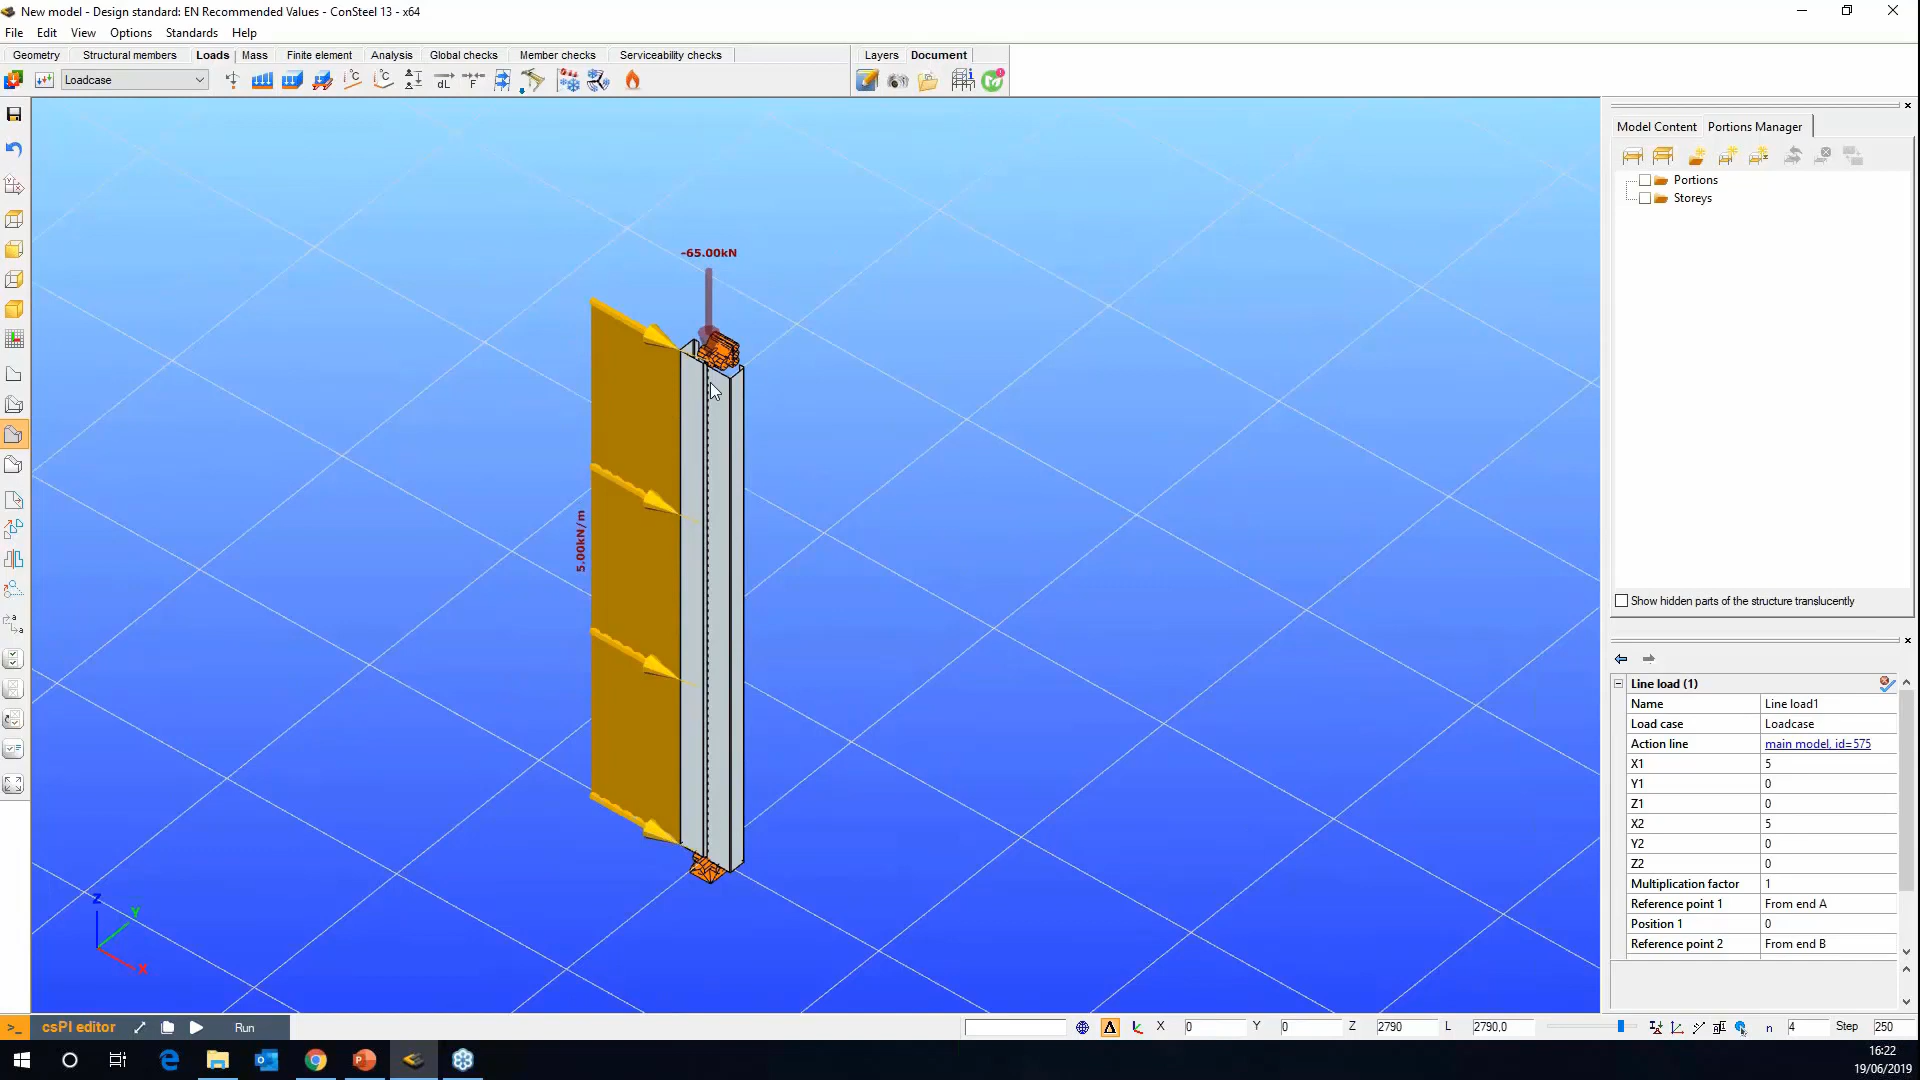 New model - Design standard: EN Recommended Values - ConSteel 13 - x64
File Edit View Options Standards Help
Geometry Structural members Loads Mass Finite element Analysis Global checks Member checks Serviceability checks Layers Document
Loadcase
Model Content Portions Manager
Portions
Storeys
-65.00kN
5.00kN/m
Show hidden parts of the structure translucently
Line load (1)
Name Line load1
Load case Loadcase
Action line main model, id=575
X1 5
Y1 0
Z1 0
X2 5
Y2 0
Z2 0
Multiplication factor 1
Reference point 1 From end A
Position 1 0
Reference point 2 From end B
Z
Y
X
>_ csPI editor Run
X 0 Y 0 Z 2790 L 2790,0 n 4 Step 250
16:22
19/06/2019